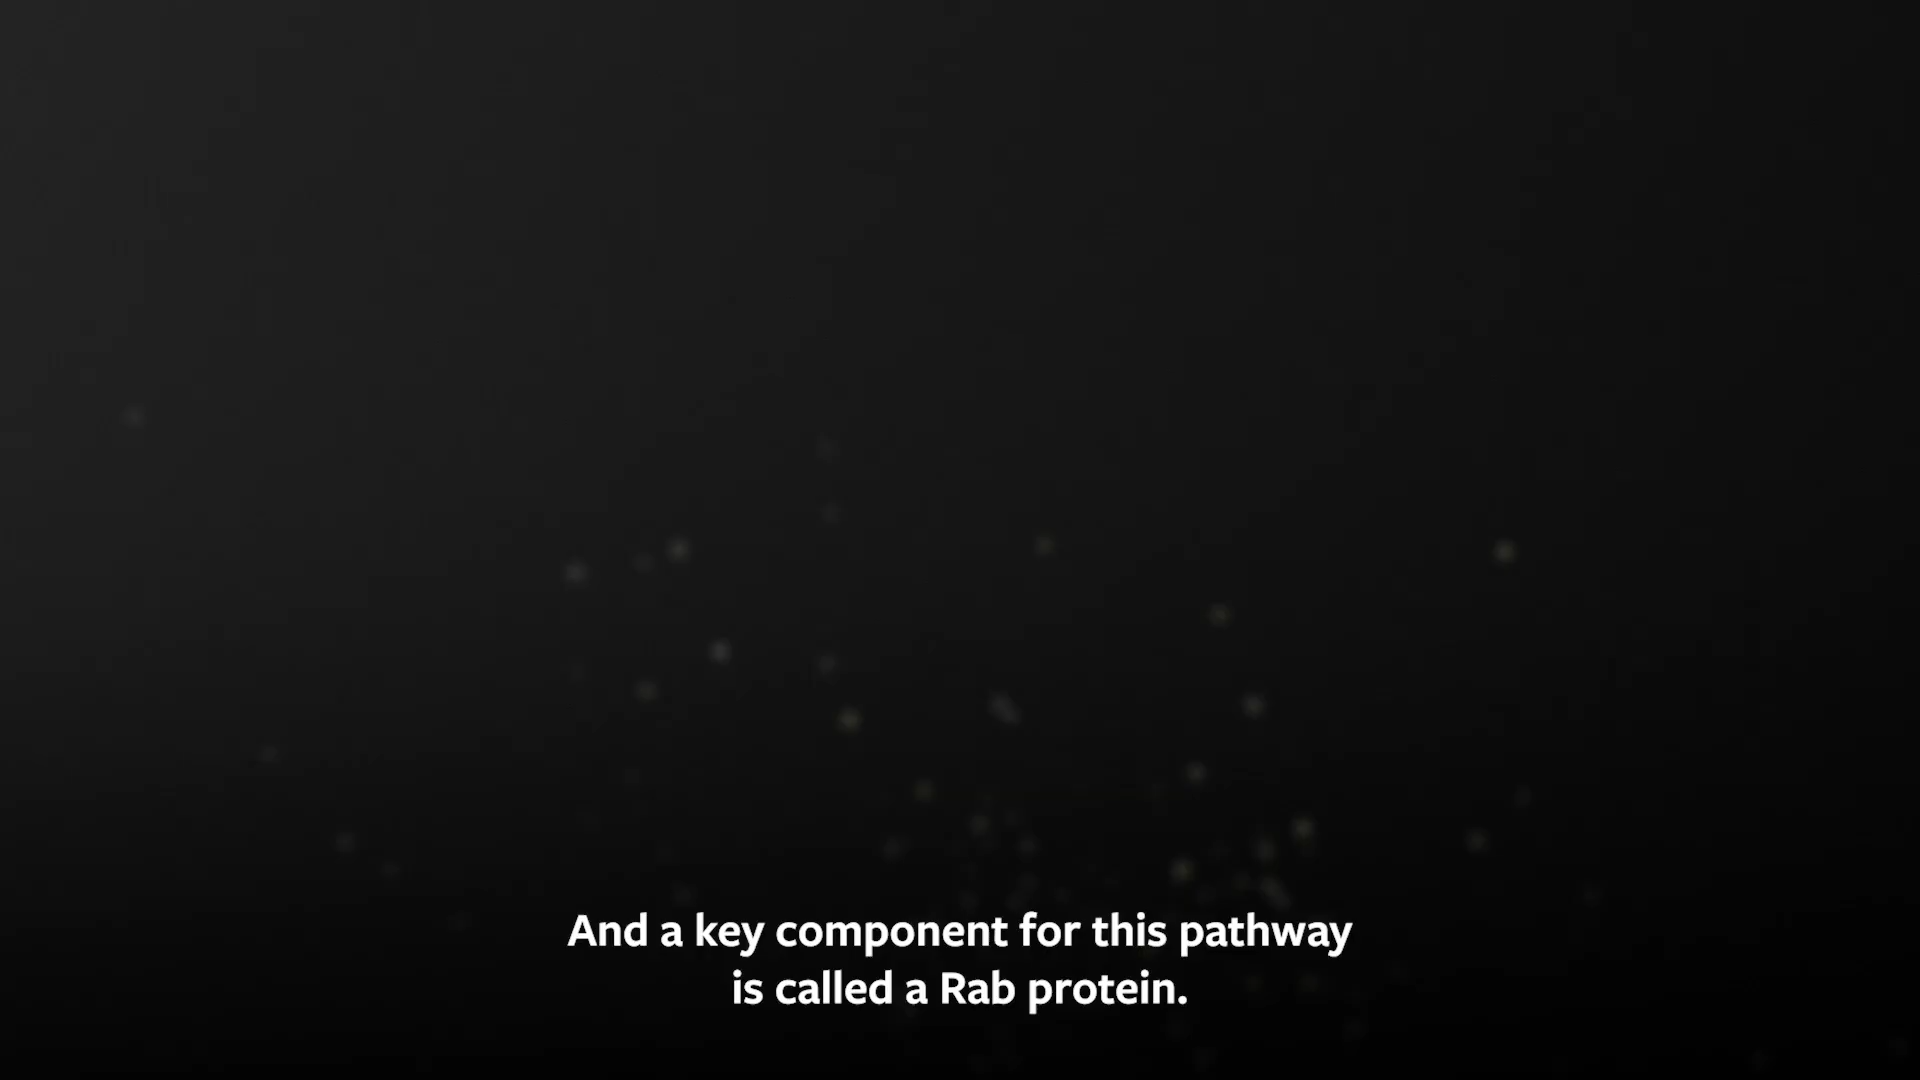 And a key component for this pathway
is called a Rab protein.